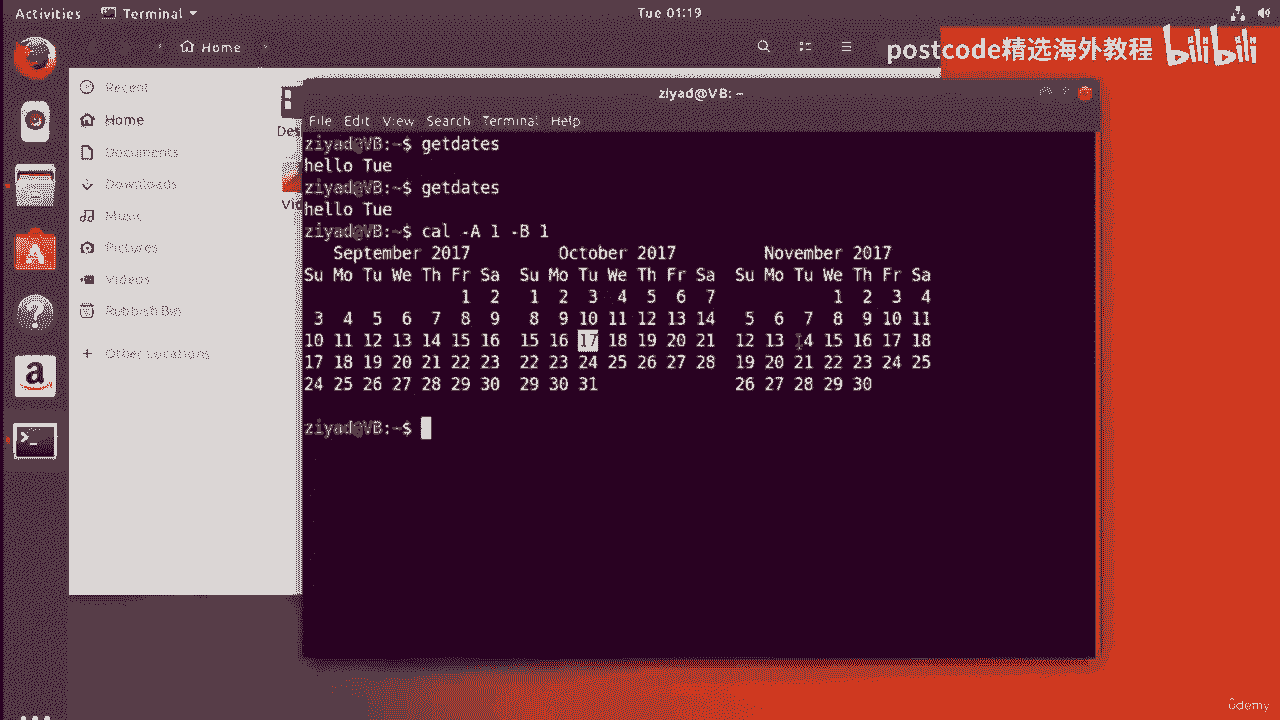 Activities Terminal Tue 01:19
Home
postcode精选海外教程 bilibili
Recent
Home
Documents
Downloads
Music
Pictures
Videos
Rubbish Bin
Other Locations
Des
Vid
ziyad@VB: ~
File Edit View Search Terminal Help
ziyad@VB:~$ getdates
hello Tue
ziyad@VB:~$ getdates
hello Tue
ziyad@VB:~$ cal -A 1 -B 1
September 2017 October 2017 November 2017
Su Mo Tu We Th Fr Sa Su Mo Tu We Th Fr Sa Su Mo Tu We Th Fr Sa
1 2 1 2 3 4 5 6 7 1 2 3 4
3 4 5 6 7 8 9 8 9 10 11 12 13 14 5 6 7 8 9 10 11
10 11 12 13 14 15 16 15 16 17 18 19 20 21 12 13 14 15 16 17 18
17 18 19 20 21 22 23 22 23 24 25 26 27 28 19 20 21 22 23 24 25
24 25 26 27 28 29 30 29 30 31 26 27 28 29 30
ziyad@VB:~$
ûdemy